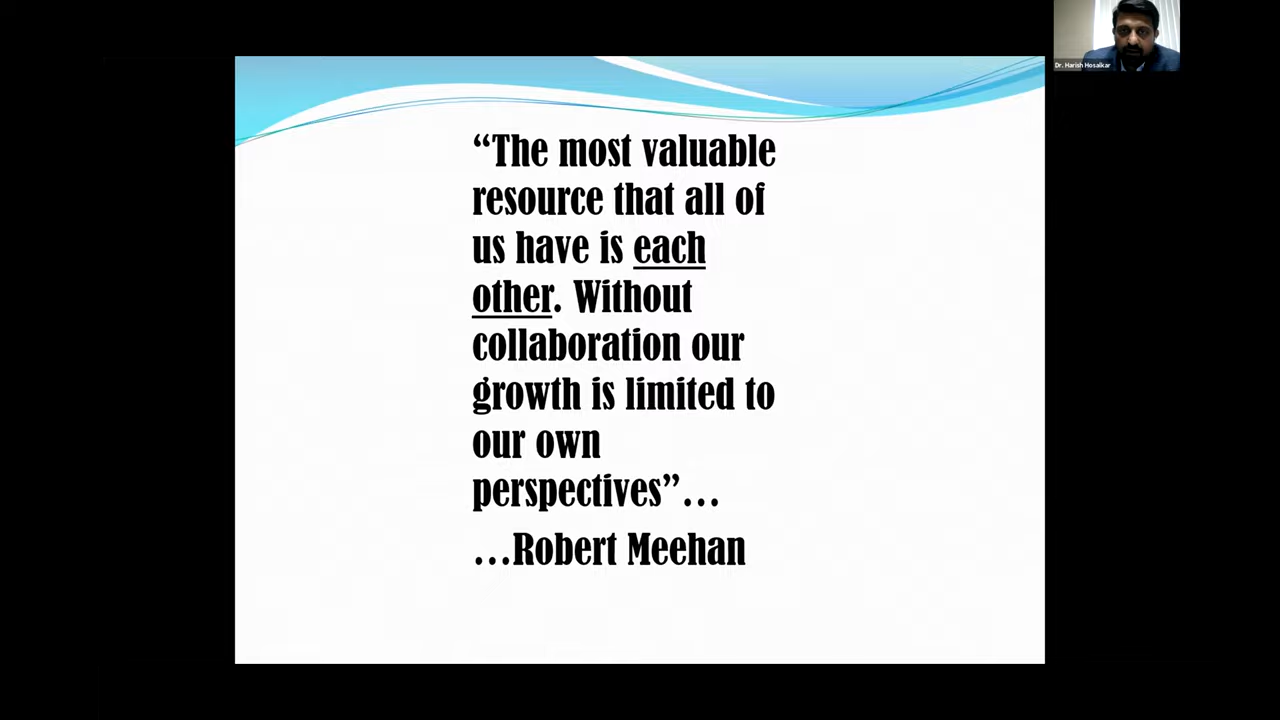 Dr. Harish Hosalkar
“The most valuable
resource that all of
us have is each
other. Without
collaboration our
growth is limited to
our own
perspectives”...
...Robert Meehan